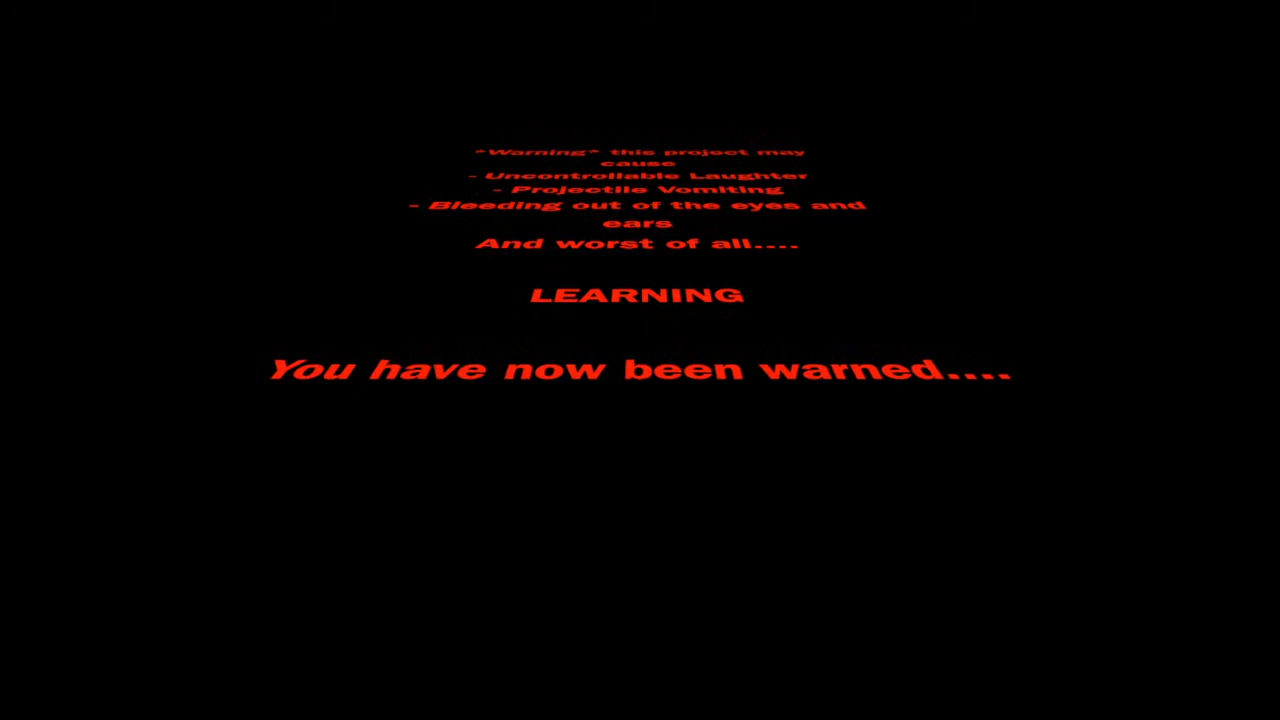 *Warning* this project may
cause
- Uncontrollable Laughter
- Projectile Vomiting
- Bleeding out of the eyes and
ears
And worst of all....
LEARNING
You have now been warned....